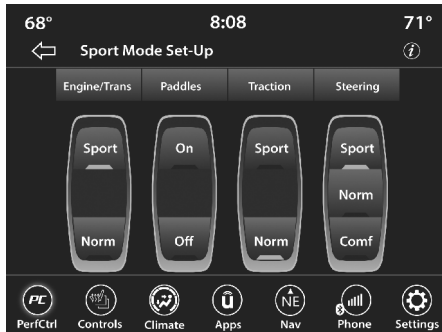 68° 8:08 71°
Sport Mode Set-Up i
Engine/Trans Paddles Traction Steering
Sport On Sport Sport
Norm
Norm Off Norm Comf
PC û NE
PerfCtrl Controls Climate Apps Nav Phone Settings